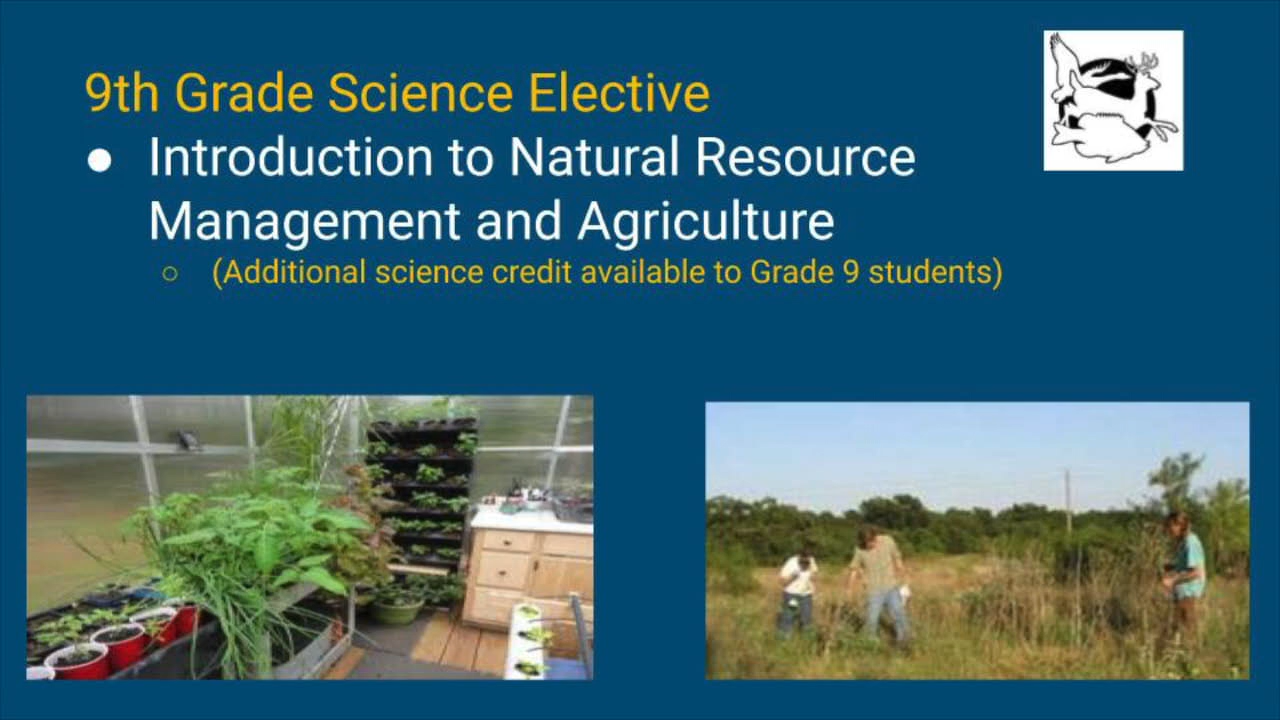 9th Grade Science Elective
● Introduction to Natural Resource
Management and Agriculture
○ (Additional science credit available to Grade 9 students)